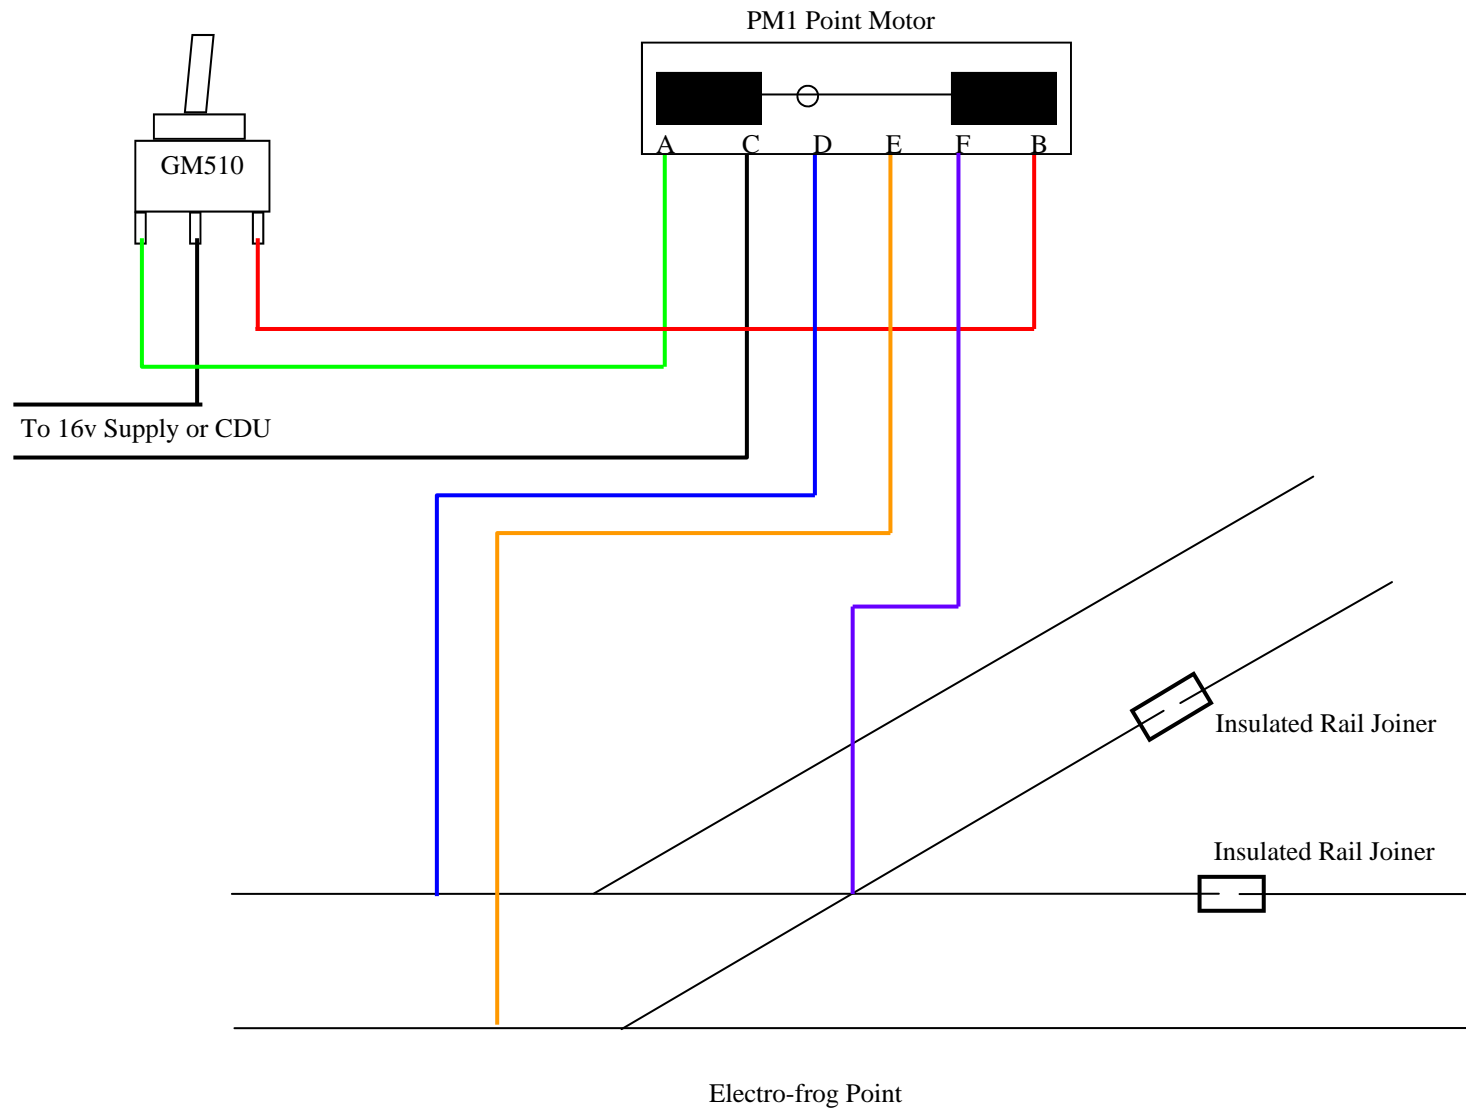 PM1 Point Motor
GM510
A C D E F B
To 16v Supply or CDU
Insulated Rail Joiner
Insulated Rail Joiner
Electro-frog Point